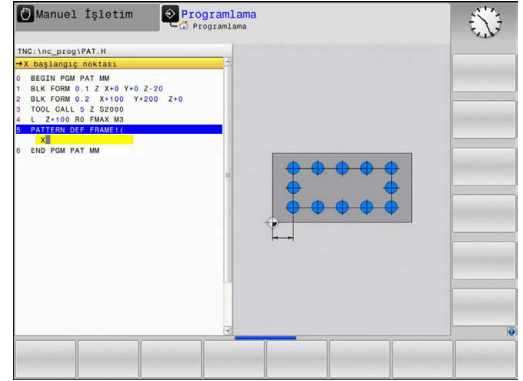 Manuel İşletim
Programlama
Programlama
TNC:\nc_prog\PAT.H
→X başlangıç noktası
0 BEGIN PGM PAT MM
1 BLK FORM 0.1 Z X+0 Y+0 Z-20
2 BLK FORM 0.2 X+100 Y+200 Z+0
3 TOOL CALL 5 Z S2000
4 L Z+100 R0 FMAX M3
5 PATTERN DEF FRAME1(
X
6 END PGM PAT MM